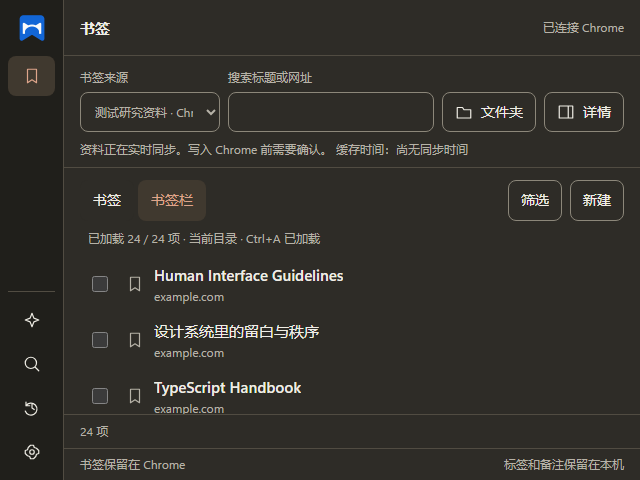 书签
已连接 Chrome
书签来源
搜索标题或网址
测试研究资料 · Chr
文件夹
详情
资料正在实时同步。写入 Chrome 前需要确认。 缓存时间：尚无同步时间
书签
书签栏
筛选
新建
已加载 24 / 24 项 · 当前目录 · Ctrl+A 已加载
Human Interface Guidelines
example.com
设计系统里的留白与秩序
example.com
TypeScript Handbook
example.com
24 项
书签保留在 Chrome
标签和备注保留在本机